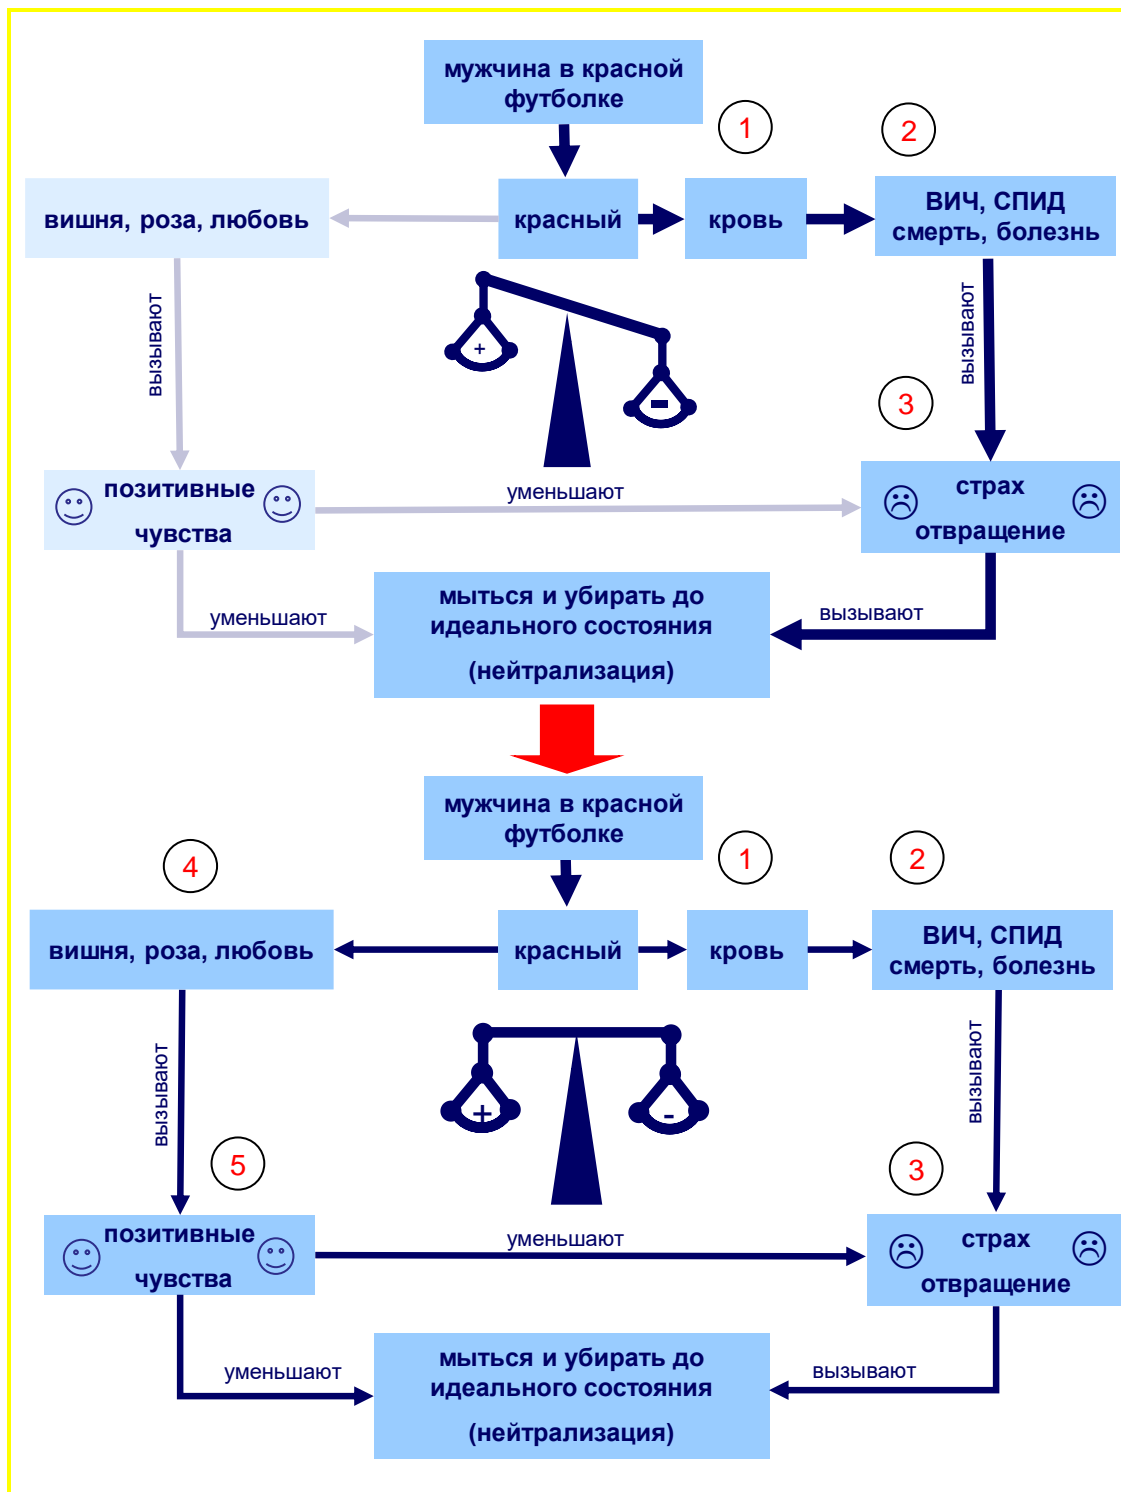 мужчина в красной
футболке
1
2
вишня, роза, любовь
красный
кровь
ВИЧ, СПИД
смерть, болезнь
вызывают
+
-
вызывают
3
позитивные
чувства
уменьшают
страх
отвращение
уменьшают
мыться и убирать до
идеального состояния
(нейтрализация)
вызывают
мужчина в красной
футболке
4
1
2
вишня, роза, любовь
красный
кровь
ВИЧ, СПИД
смерть, болезнь
вызывают
+
-
вызывают
5
3
позитивные
чувства
уменьшают
страх
отвращение
уменьшают
мыться и убирать до
идеального состояния
(нейтрализация)
вызывают